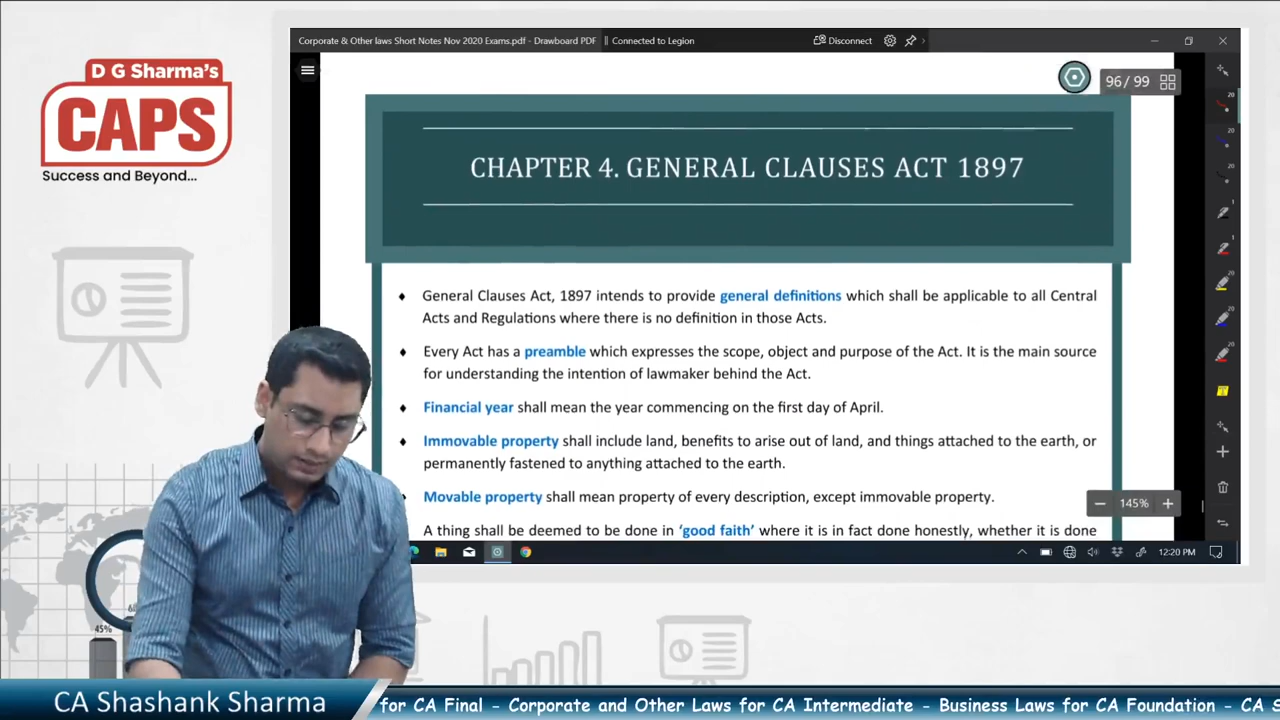 D G Sharma's
CAPS
Success and Beyond...
Corporate & Other laws Short Notes Nov 2020 Exams.pdf - Drawboard PDF
Connected to Legion
Disconnect
96 / 99
CHAPTER 4. GENERAL CLAUSES ACT 1897
General Clauses Act, 1897 intends to provide general definitions which shall be applicable to all Central
Acts and Regulations where there is no definition in those Acts.
Every Act has a preamble which expresses the scope, object and purpose of the Act. It is the main source
for understanding the intention of lawmaker behind the Act.
Financial year shall mean the year commencing on the first day of April.
Immovable property shall include land, benefits to arise out of land, and things attached to the earth, or
permanently fastened to anything attached to the earth.
Movable property shall mean property of every description, except immovable property.
A thing shall be deemed to be done in 'good faith' where it is in fact done honestly, whether it is done
145%
20
20
20
1
1
20
20
20
12:20 PM
45%
CA Shashank Sharma
for CA Final - Corporate and Other Laws for CA Intermediate - Business Laws for CA Foundation - CA S